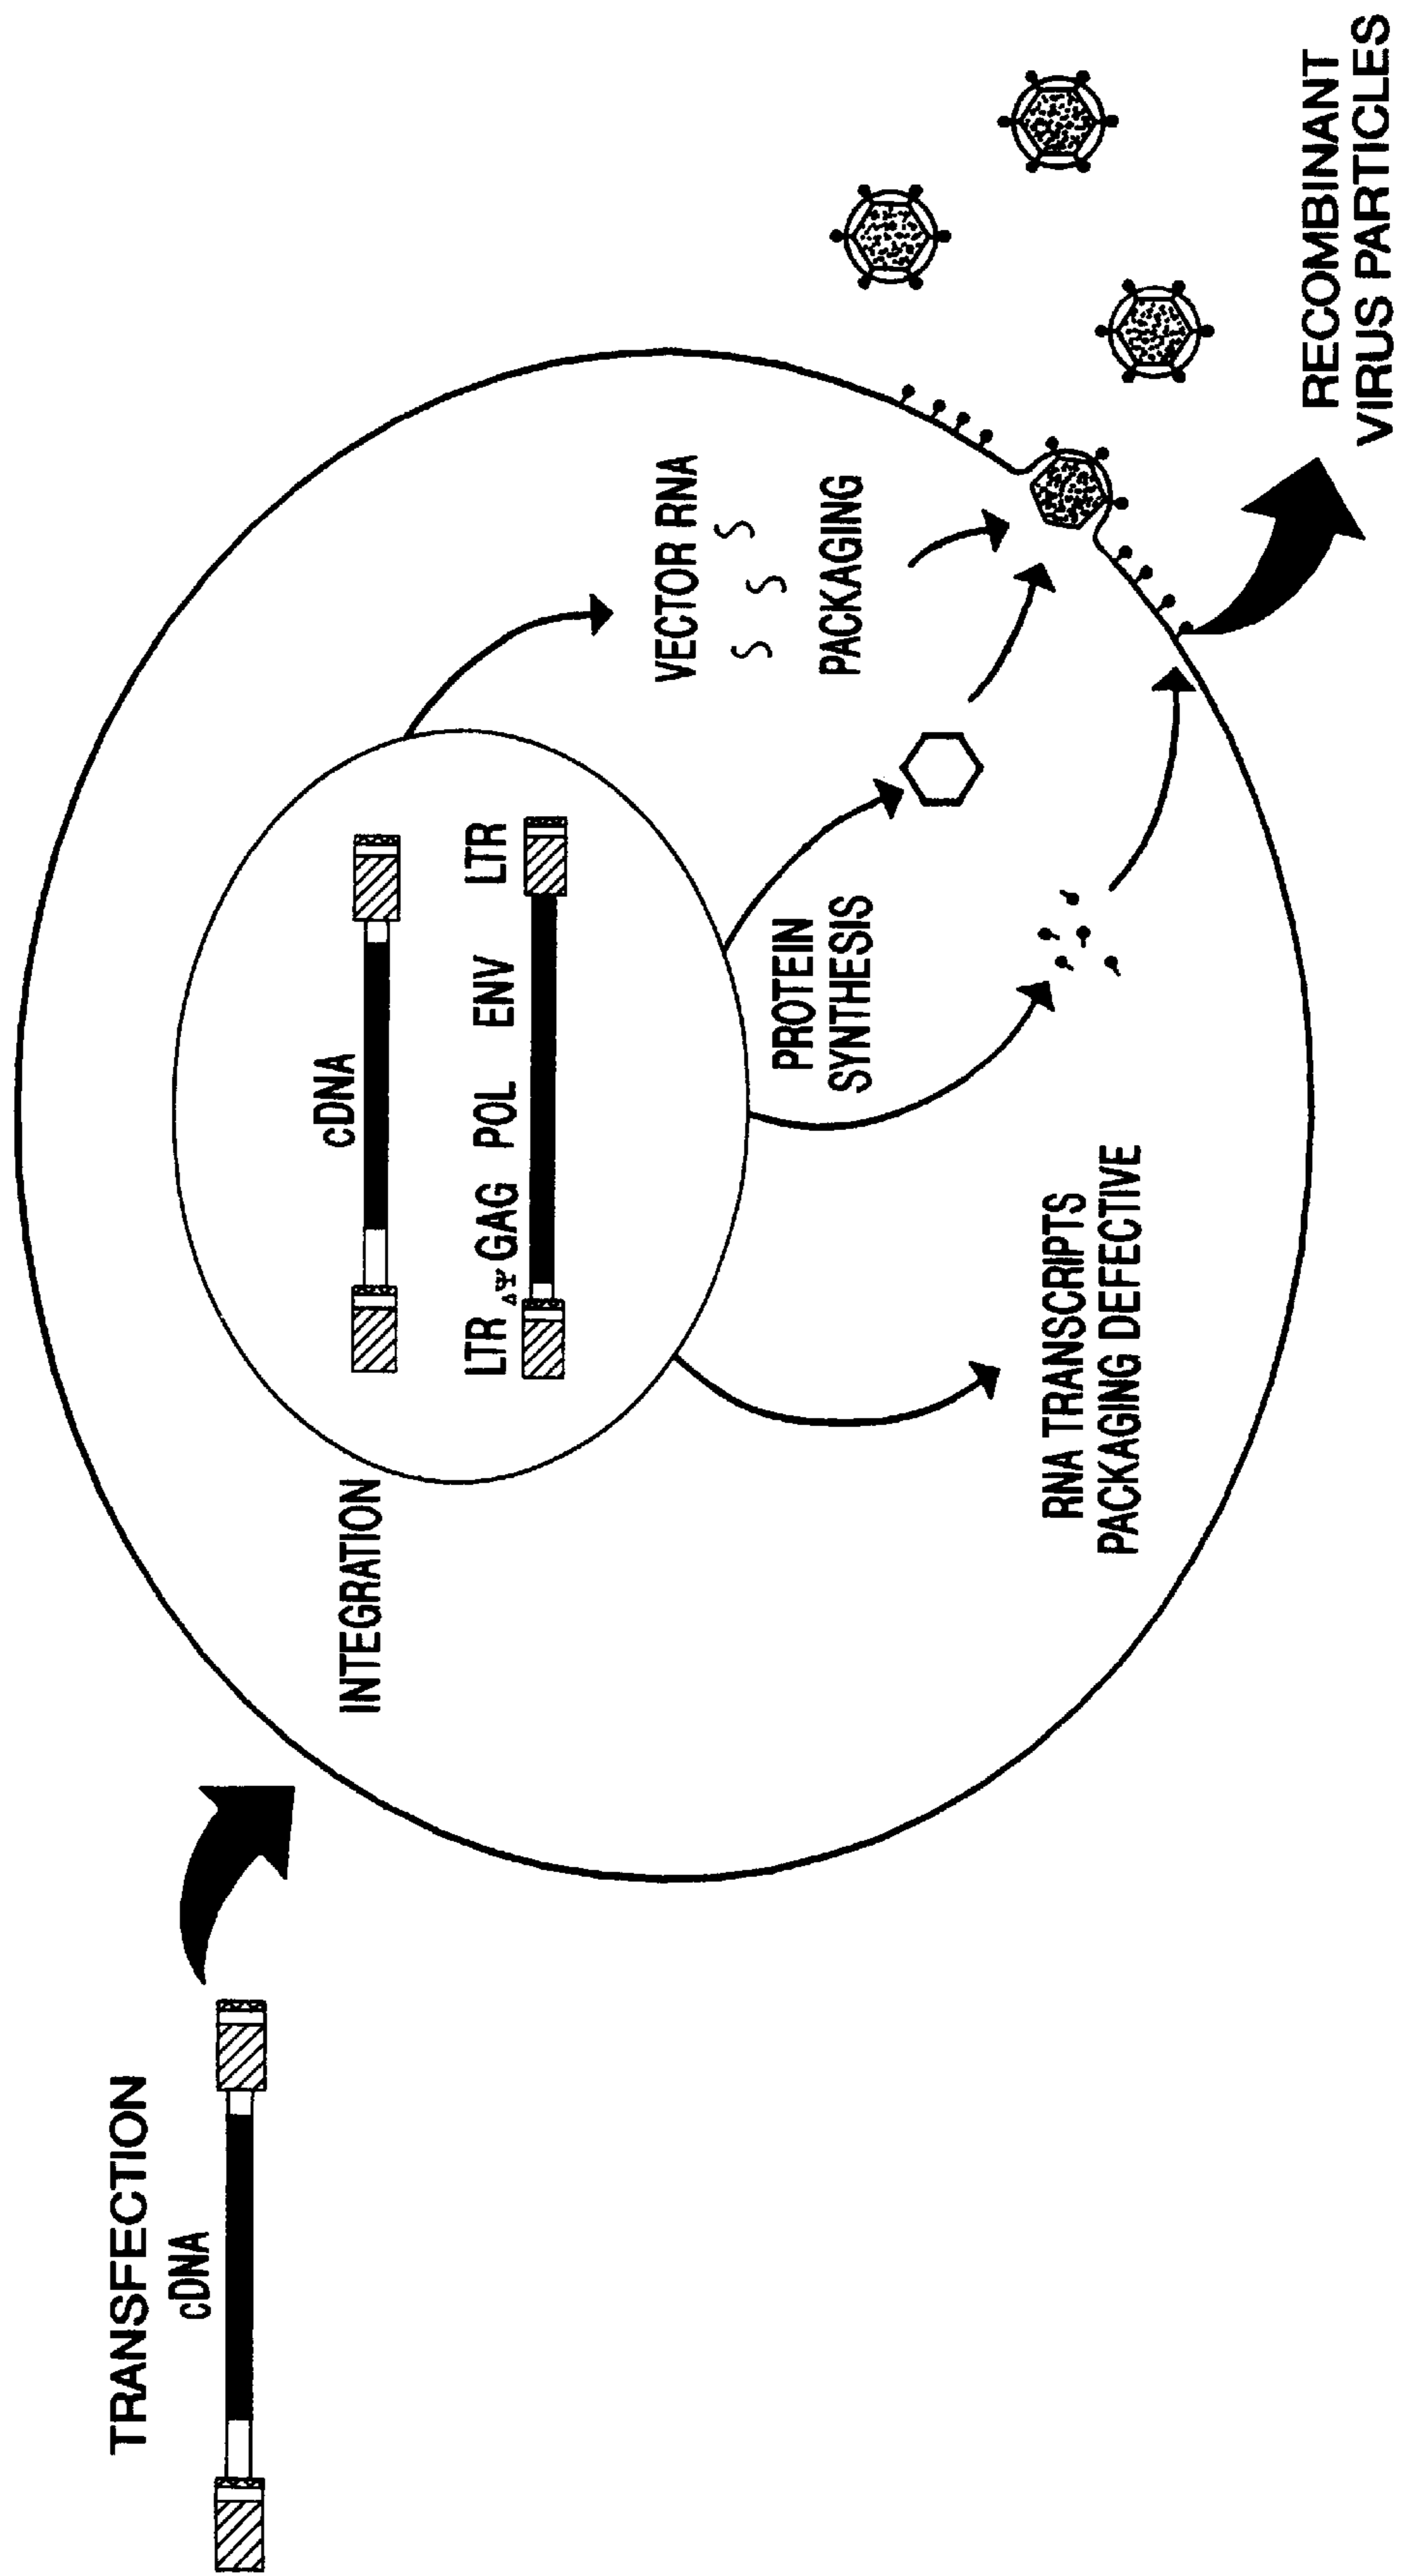 TRANSFECTION
cDNA
INTEGRATION
cDNA
LTR ΔΨ GAG POL ENV LTR
VECTOR RNA
PACKAGING
PROTEIN
SYNTHESIS
RNA TRANSCRIPTS
PACKAGING DEFECTIVE
RECOMBINANT
VIRUS PARTICLES